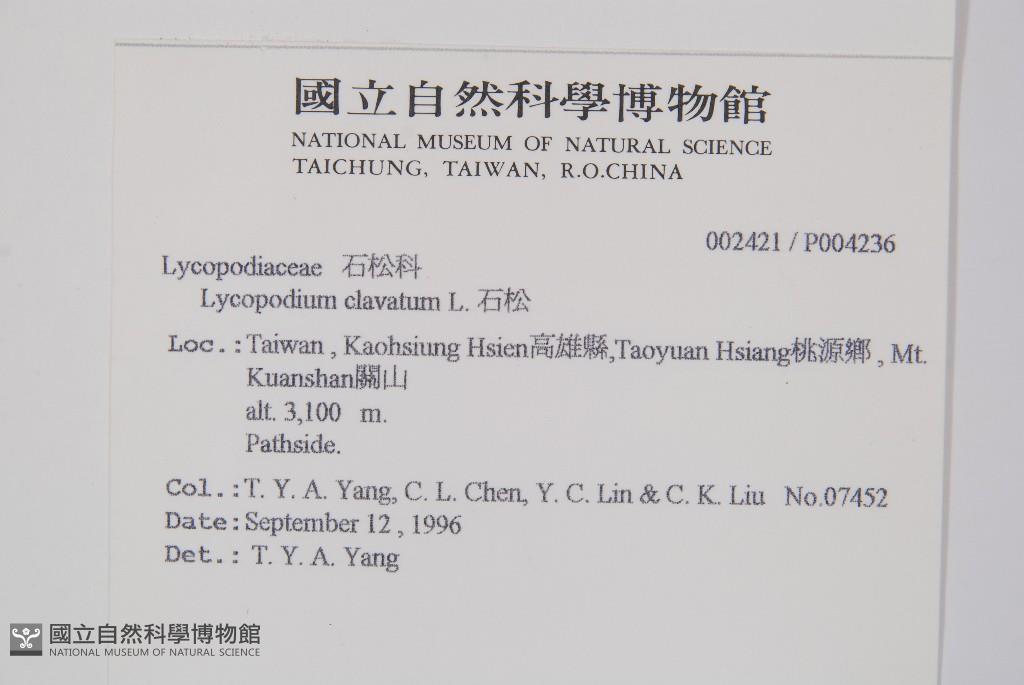 國立自然科學博物館
NATIONAL MUSEUM OF NATURAL SCIENCE
TAICHUNG, TAIWAN, R.O.CHINA
002421 / P004236
Lycopodiaceae 石松科
Lycopodium clavatum L. 石松
Loc.:Taiwan , Kaohsiung Hsien高雄縣,Taoyuan Hsiang桃源鄉 , Mt.
Kuanshan關山
alt. 3,100 m.
Pathside.
Col.:T. Y. A. Yang, C. L. Chen, Y. C. Lin & C. K. Liu No.07452
Date:September 12 , 1996
Det.: T. Y. A. Yang
國立自然科學博物館
NATIONAL MUSEUM OF NATURAL SCIENCE